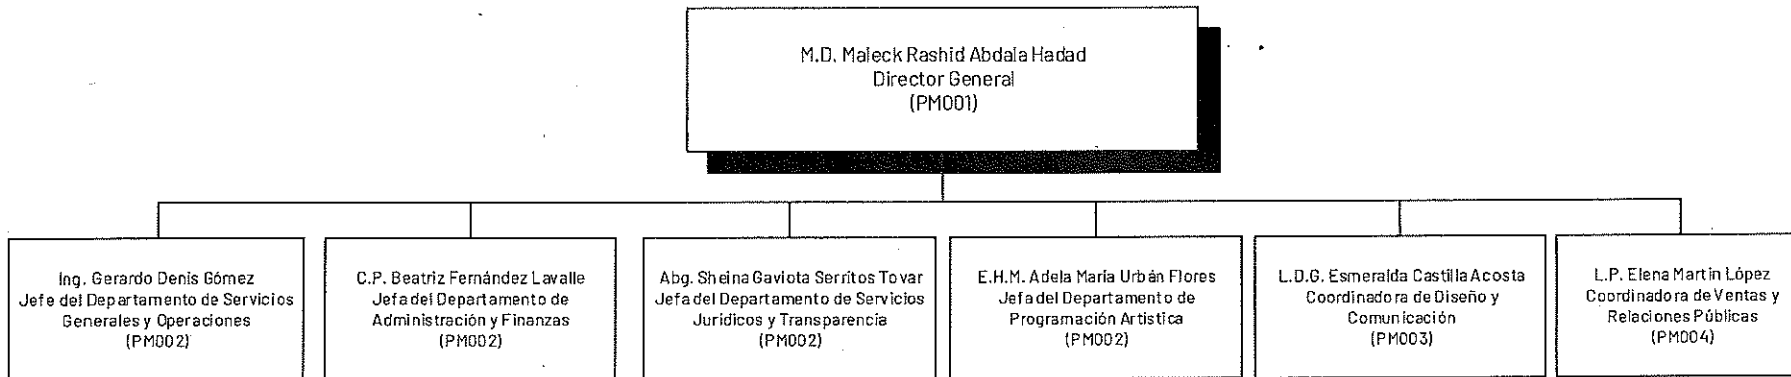 M.D. Maleck Rashid Abdala Hadad
Director General
(PM001)
Ing. Gerardo Denis Gómez
Jefe del Departamento de Servicios
Generales y Operaciones
(PM002)
C.P. Beatriz Fernández Lavalle
Jefa del Departamento de
Administración y Finanzas
(PM002)
Abg. Sheina Gaviota Serritos Tovar
Jefa del Departamento de Servicios
Jurídicos y Transparencia
(PM002)
E.H.M. Adela María Urbán Flores
Jefa del Departamento de
Programación Artística
(PM002)
L.D.G. Esmeralda Castilla Acosta
Coordinadora de Diseño y
Comunicación
(PM003)
L.P. Elena Martin López
Coordinadora de Ventas y
Relaciones Públicas
(PM004)